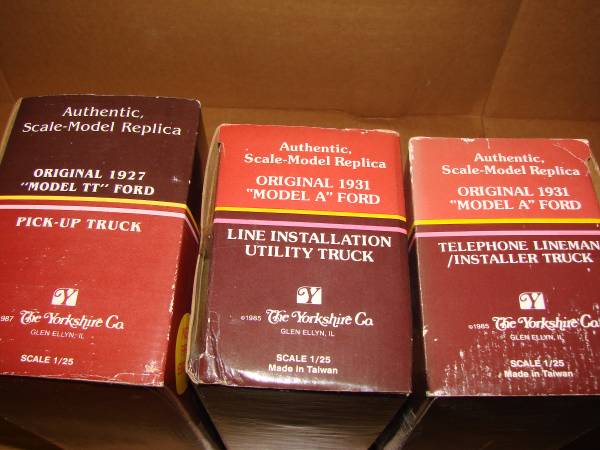 Authentic,
Scale-Model Replica
ORIGINAL 1927
"MODEL TT" FORD
PICK-UP TRUCK
Y
1987 The Yorkshire Co.
GLEN ELLYN, IL
SCALE 1/25
Authentic,
Scale-Model Replica
ORIGINAL 1931
"MODEL A" FORD
LINE INSTALLATION
UTILITY TRUCK
Y
©1985 The Yorkshire Co.
GLEN ELLYN, IL
SCALE 1/25
Made in Taiwan
Authentic,
Scale-Model Replica
ORIGINAL 1931
"MODEL A" FORD
TELEPHONE LINEMAN
/INSTALLER TRUCK
Y
©1985 The Yorkshire Co.
GLEN ELLYN, IL
SCALE 1/25
Made in Taiwan